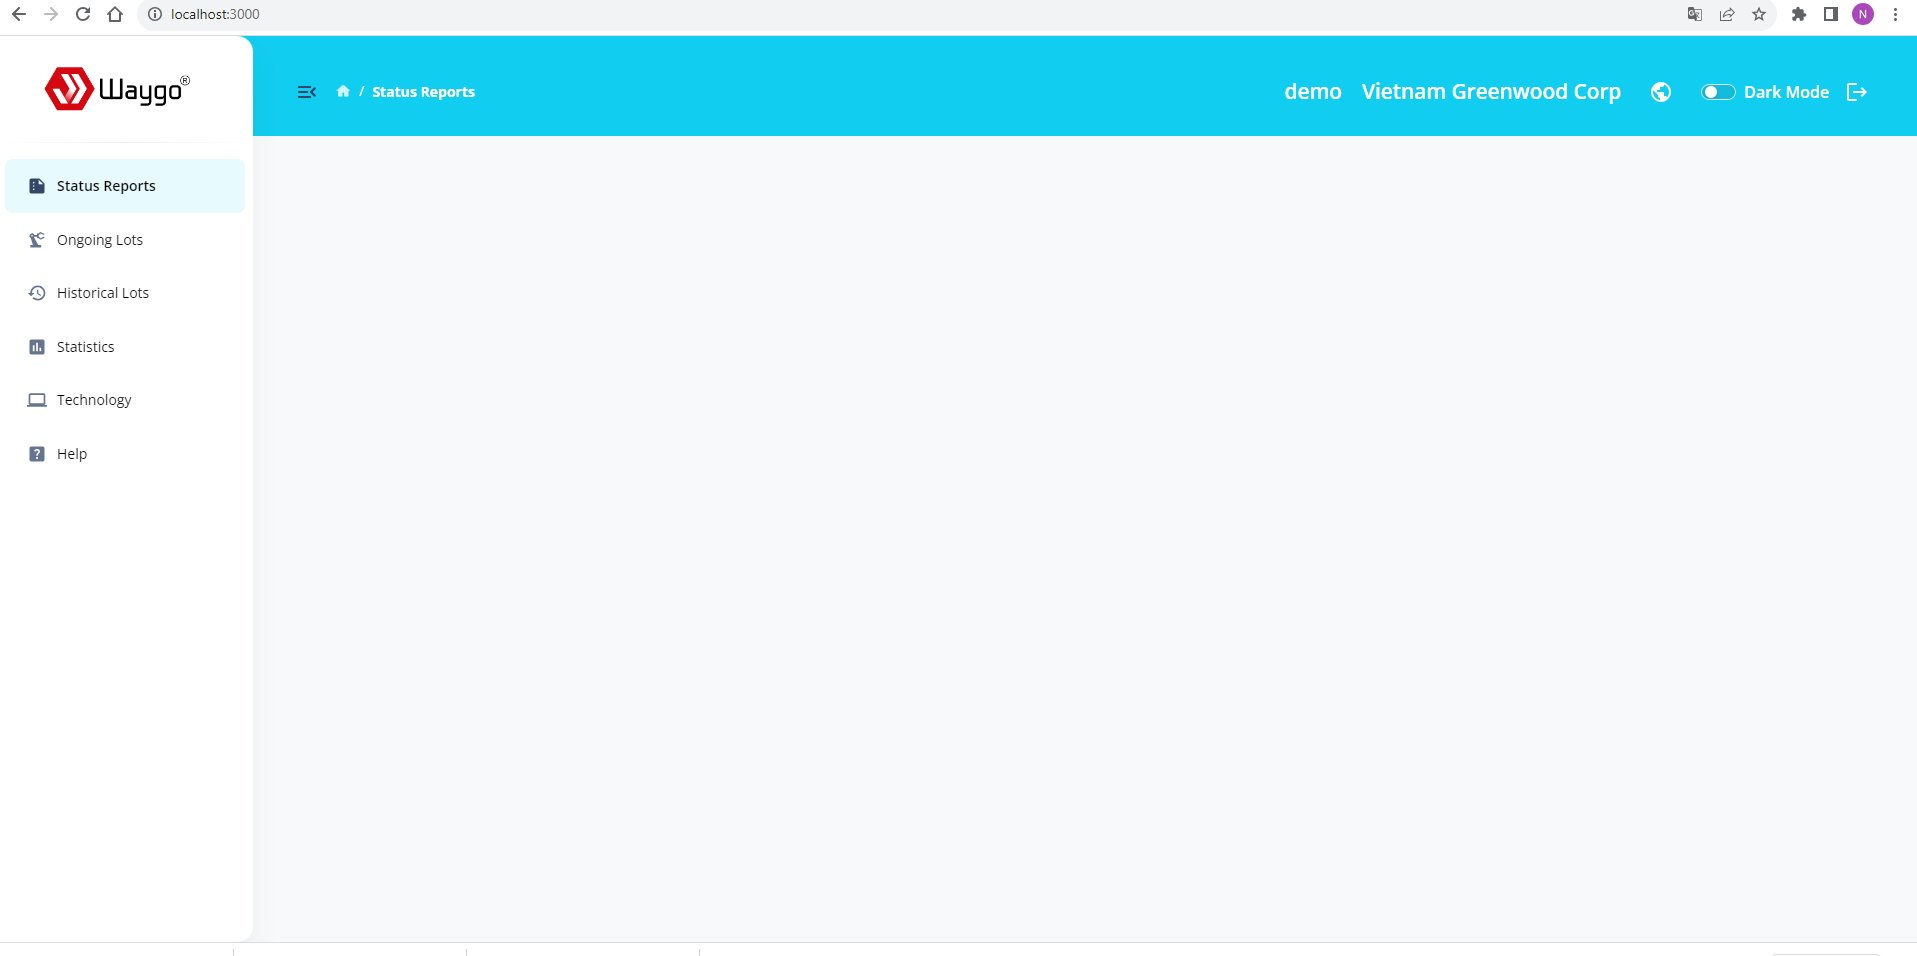 localhost:3000
N
Waygo®
/ Status Reports
demo Vietnam Greenwood Corp Dark Mode
Status Reports
Ongoing Lots
Historical Lots
Statistics
Technology
Help